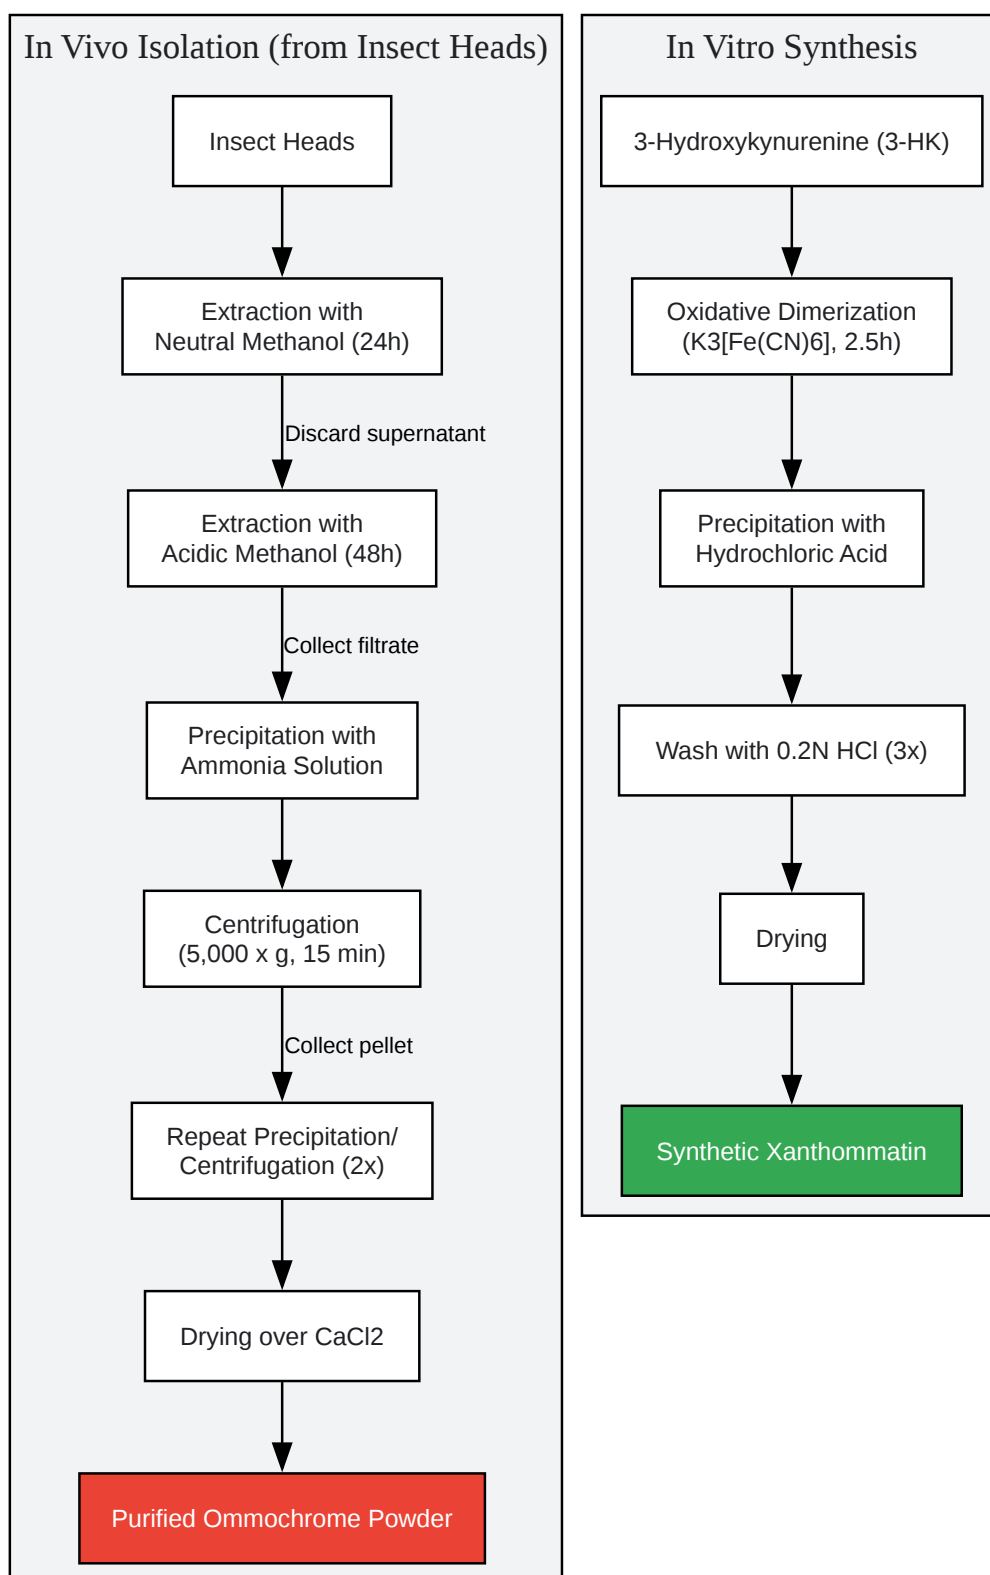 In Vivo Isolation (from Insect Heads)
Insect Heads
Extraction with
Neutral Methanol (24h)
Discard supernatant
Extraction with
Acidic Methanol (48h)
Collect filtrate
Precipitation with
Ammonia Solution
Centrifugation
(5,000 x g, 15 min)
Collect pellet
Repeat Precipitation/
Centrifugation (2x)
Drying over CaCl2
Purified Ommochrome Powder
In Vitro Synthesis
3-Hydroxykynurenine (3-HK)
Oxidative Dimerization
(K3[Fe(CN)6], 2.5h)
Precipitation with
Hydrochloric Acid
Wash with 0.2N HCl (3x)
Drying
Synthetic Xanthommatin